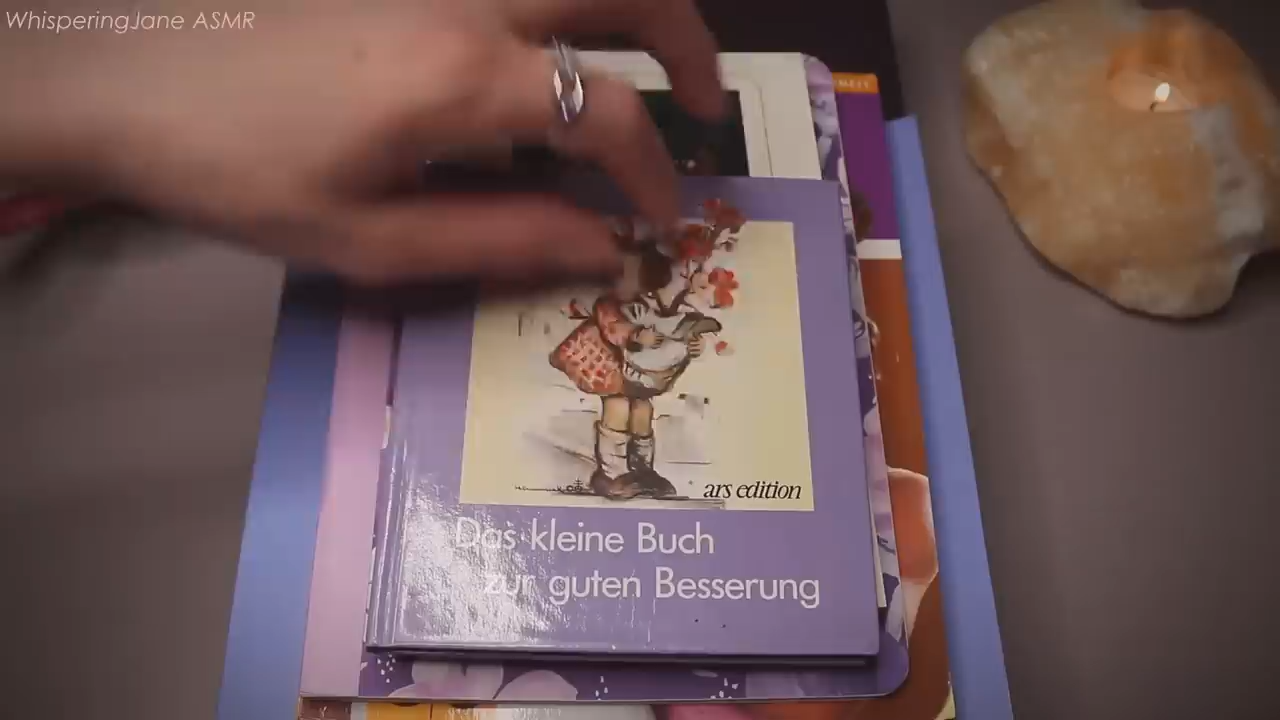 WhisperingJane ASMR
ars edition
Das kleine Buch
zur guten Besserung